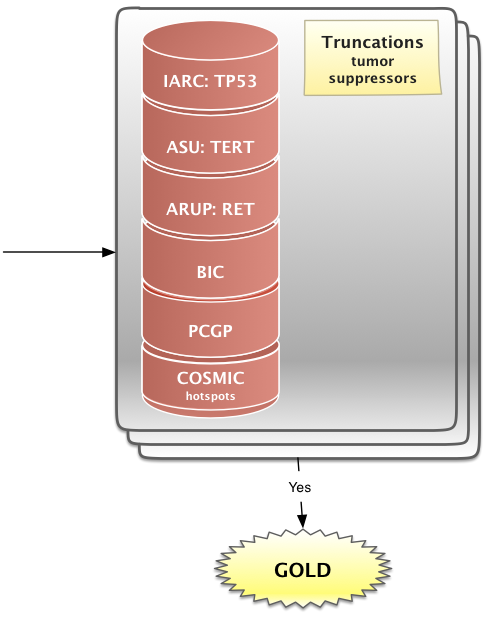 Truncations
tumor
suppressors
IARC: TP53
ASU: TERT
ARUP: RET
BIC
PCGP
COSMIC
hotspots
Yes
GOLD